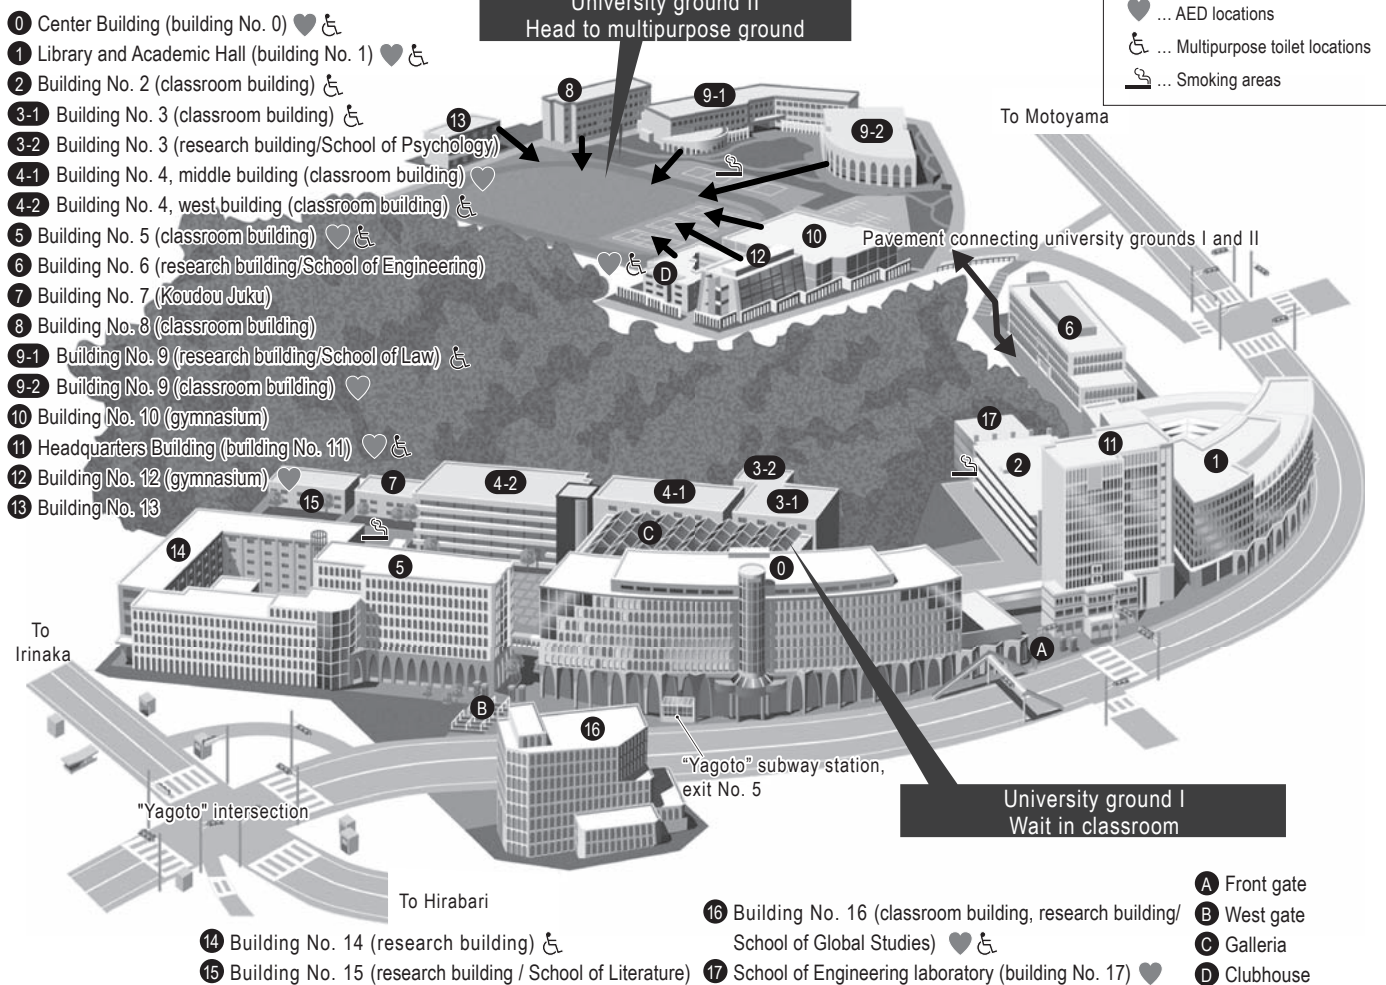 0 Center Building (building No. 0)
1 Library and Academic Hall (building No. 1)
2 Building No. 2 (classroom building)
3-1 Building No. 3 (classroom building)
3-2 Building No. 3 (research building/School of Psychology)
4-1 Building No. 4, middle building (classroom building)
4-2 Building No. 4, west building (classroom building)
5 Building No. 5 (classroom building)
6 Building No. 6 (research building/School of Engineering)
7 Building No. 7 (Koudou Juku)
8 Building No. 8 (classroom building)
9-1 Building No. 9 (research building/School of Law)
9-2 Building No. 9 (classroom building)
10 Building No. 10 (gymnasium)
11 Headquarters Building (building No. 11)
12 Building No. 12 (gymnasium)
13 Building No. 13
University ground II
Head to multipurpose ground
... AED locations
... Multipurpose toilet locations
... Smoking areas
To Motoyama
8
9-1
13
9-2
10
Pavement connecting university grounds I and II
12
D
6
17
11
2
1
3-2
7
4-2
4-1
3-1
15
C
14
5
0
To
Irinaka
A
B
16
"Yagoto" subway station,
exit No. 5
"Yagoto" intersection
University ground I
Wait in classroom
To Hirabari
14 Building No. 14 (research building)
15 Building No. 15 (research building / School of Literature)
16 Building No. 16 (classroom building, research building/
School of Global Studies)
17 School of Engineering laboratory (building No. 17)
A Front gate
B West gate
C Galleria
D Clubhouse